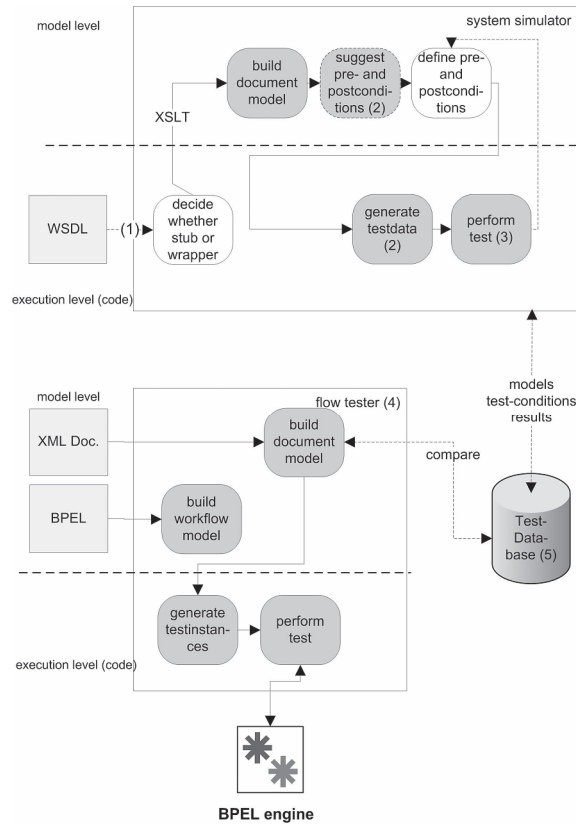 system simulator
model level
build
document
model
suggest
pre- and
postcondi-
tions (2)
define pre-
and
postcondi-
tions
XSLT
WSDL
(1)
decide
whether
stub or
wrapper
generate
testdata
(2)
perform
test (3)
execution level (code)
models
test-conditions
results
model level
flow tester (4)
XML Doc.
build
document
model
compare
BPEL
build
workflow
model
Test-
Data-
base (5)
generate
testinstan-
ces
perform
test
execution level (code)
BPEL engine